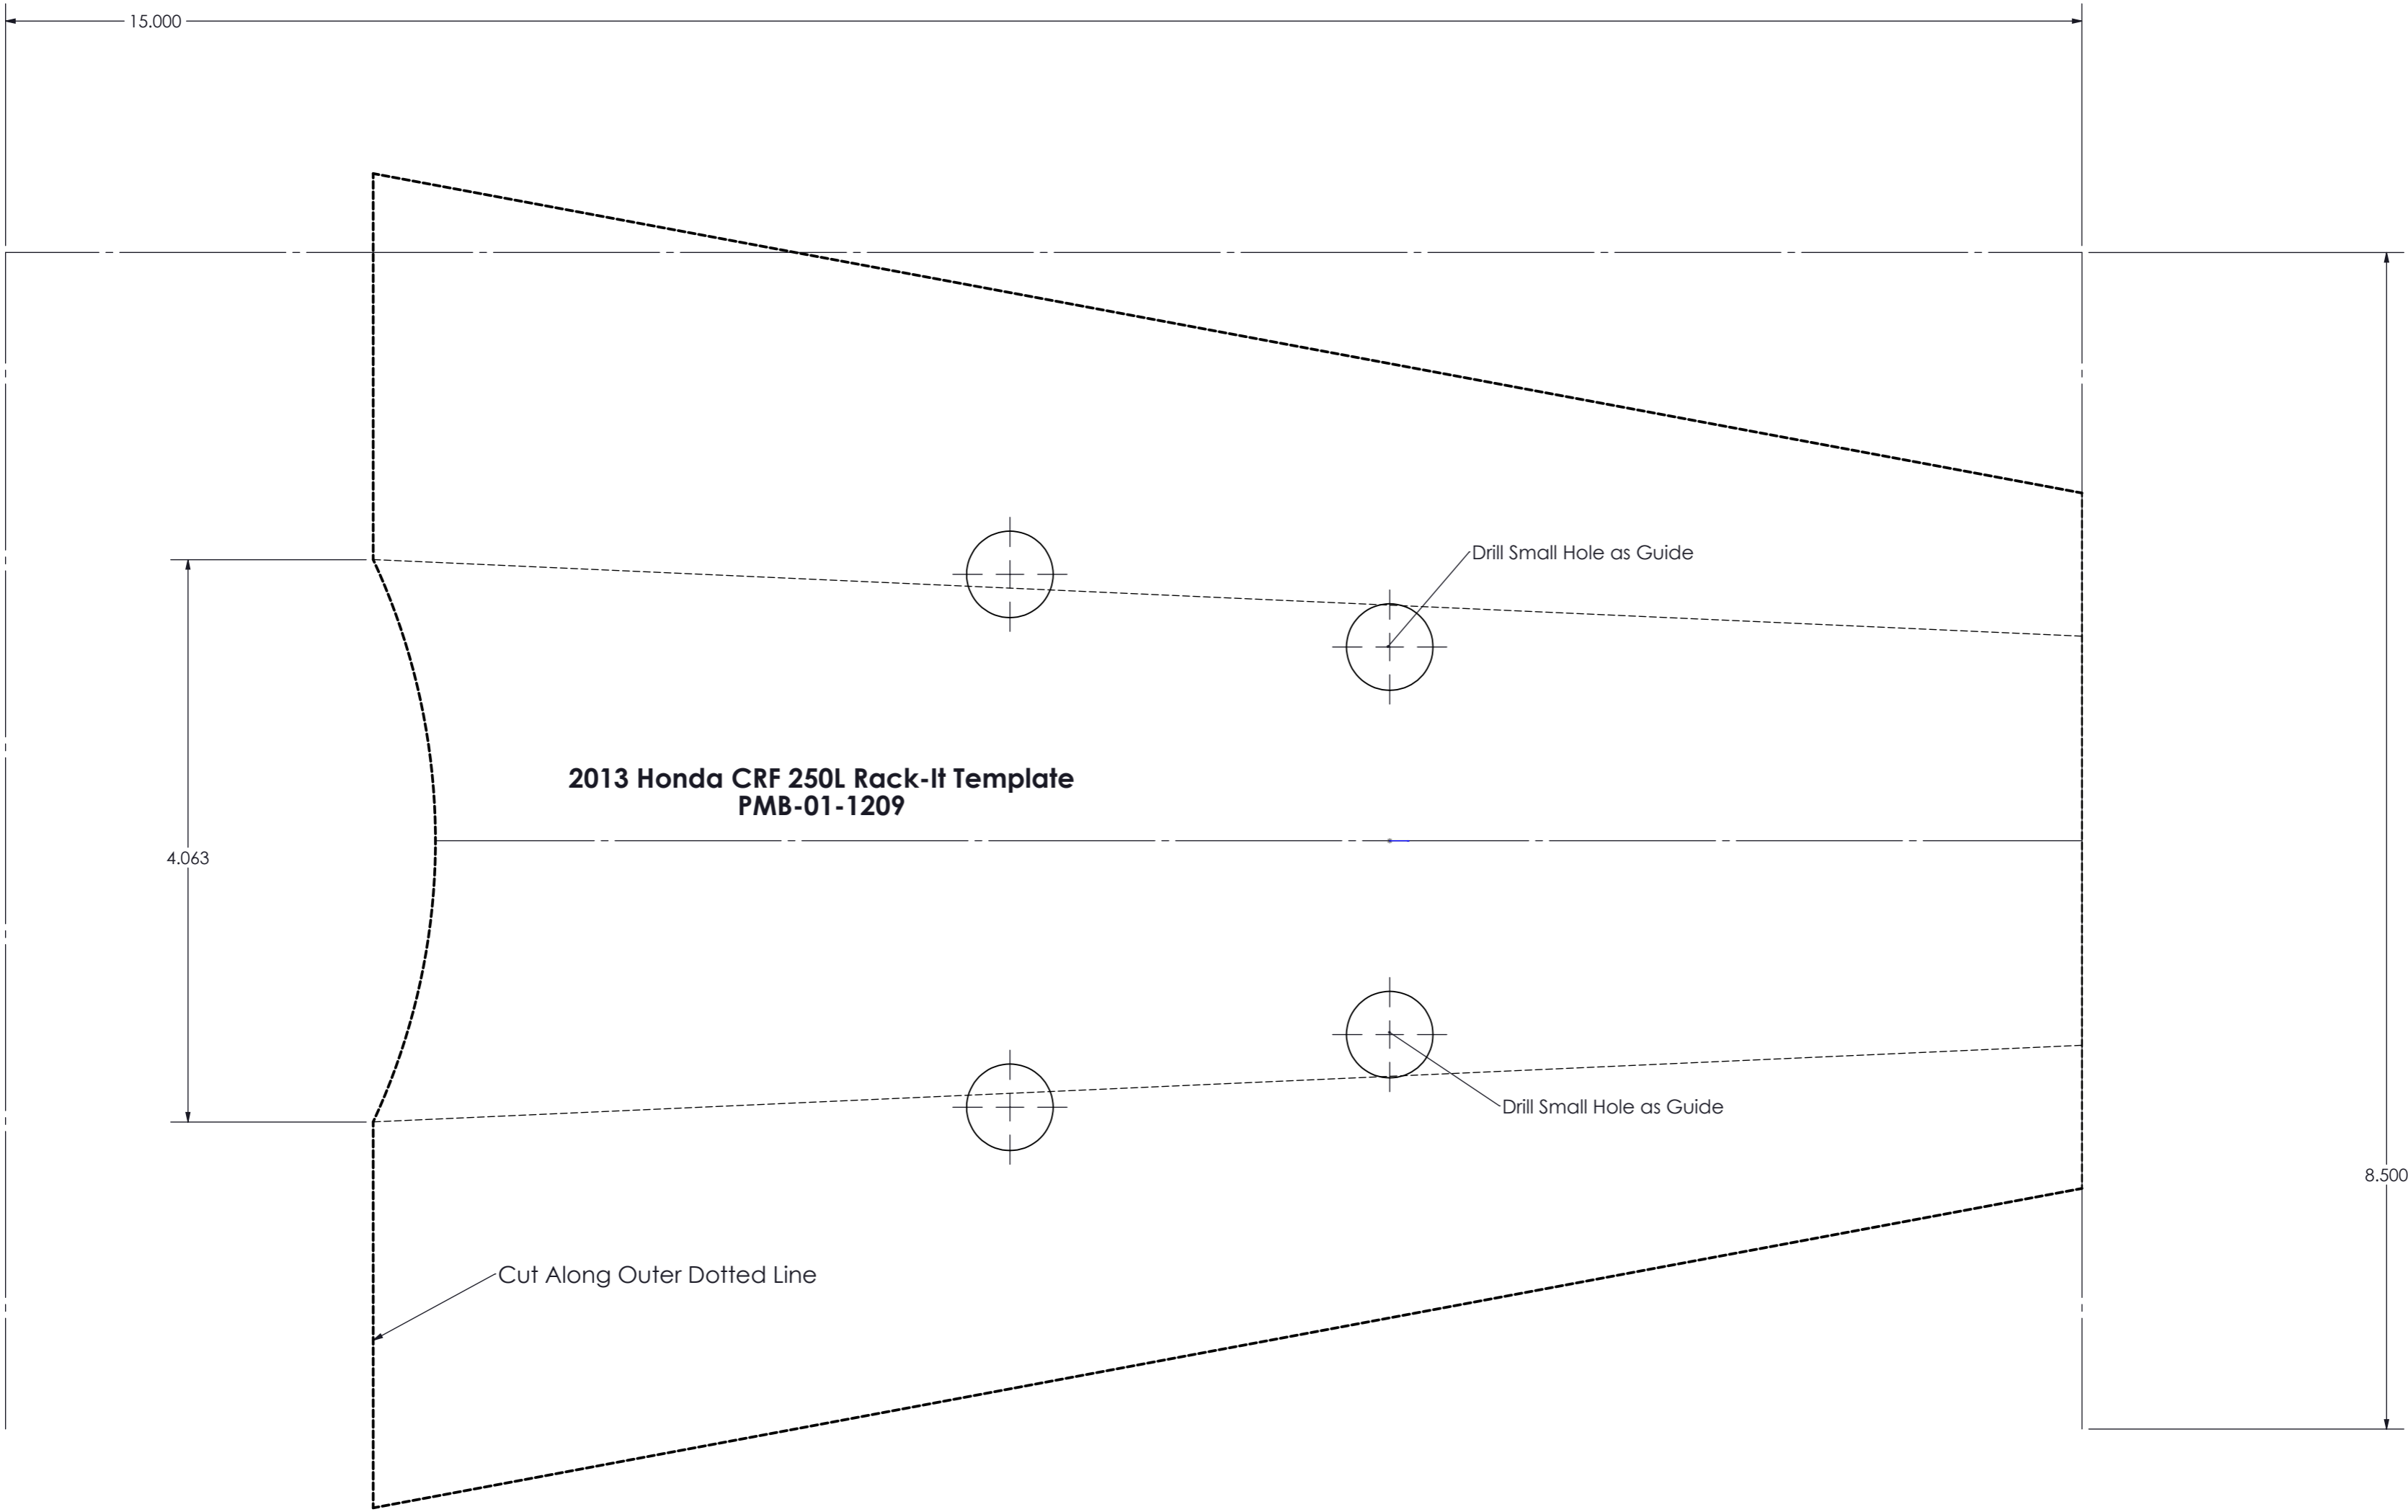 15.000
Drill Small Hole as Guide
2013 Honda CRF 250L Rack-It Template
PMB-01-1209
4.063
Drill Small Hole as Guide
8.500
Cut Along Outer Dotted Line